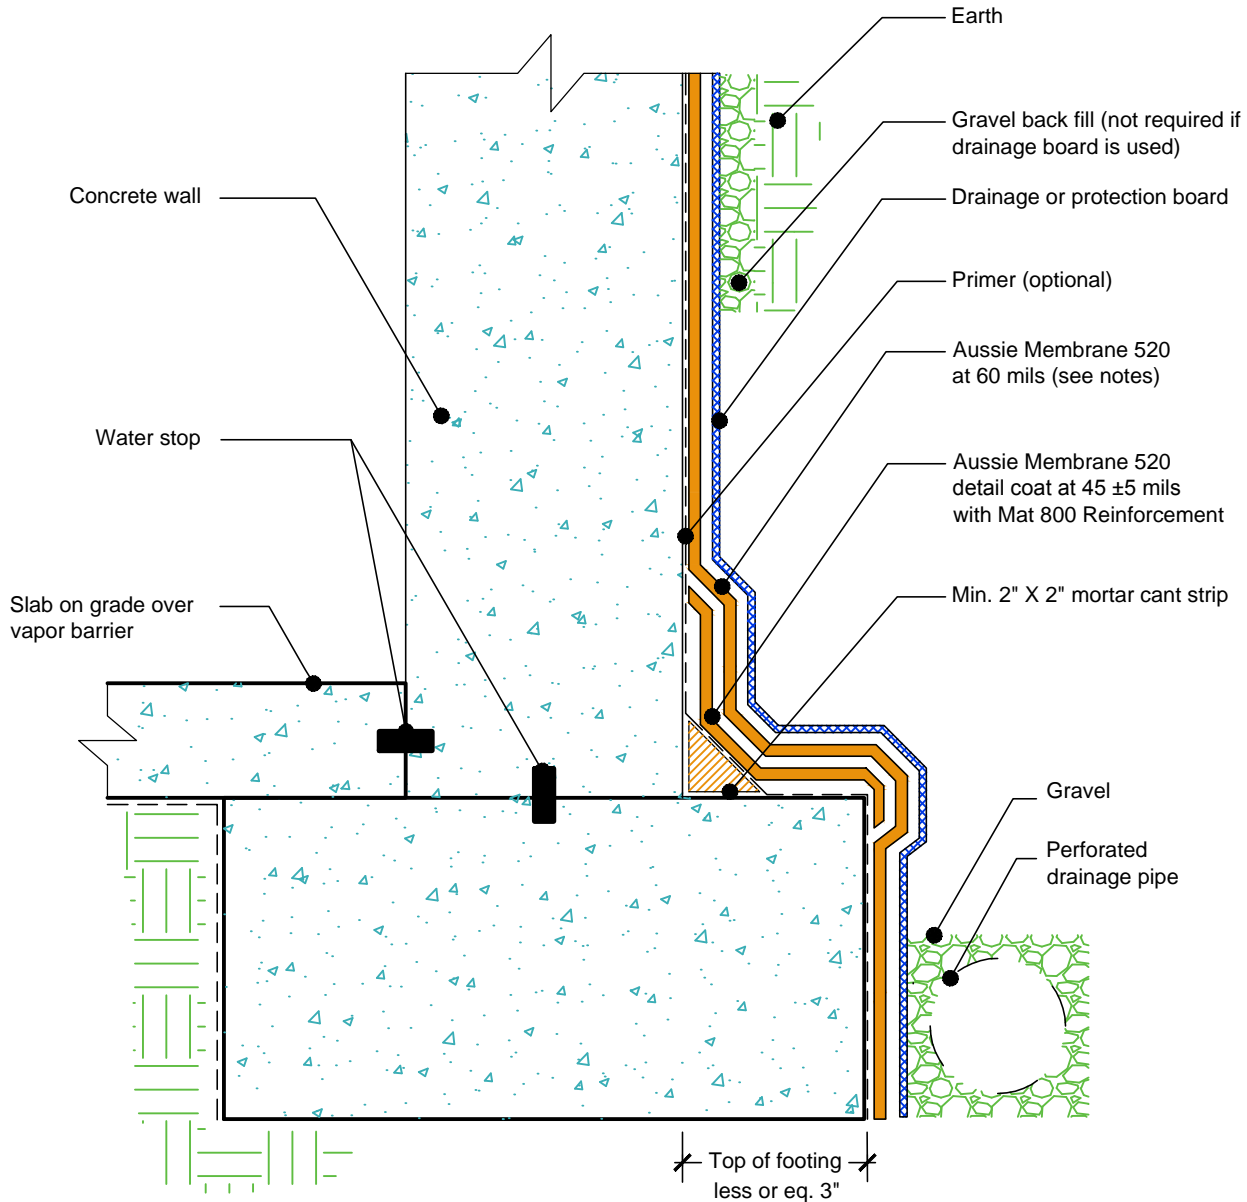 Earth
Gravel back fill (not required if
drainage board is used)
Concrete wall
Drainage or protection board
Primer (optional)
Aussie Membrane 520
at 60 mils (see notes)
Water stop
Aussie Membrane 520
detail coat at 45 ±5 mils
with Mat 800 Reinforcement
Slab on grade over
vapor barrier
Min. 2" X 2" mortar cant strip
Gravel
Perforated
drainage pipe
Top of footing
less or eq. 3"